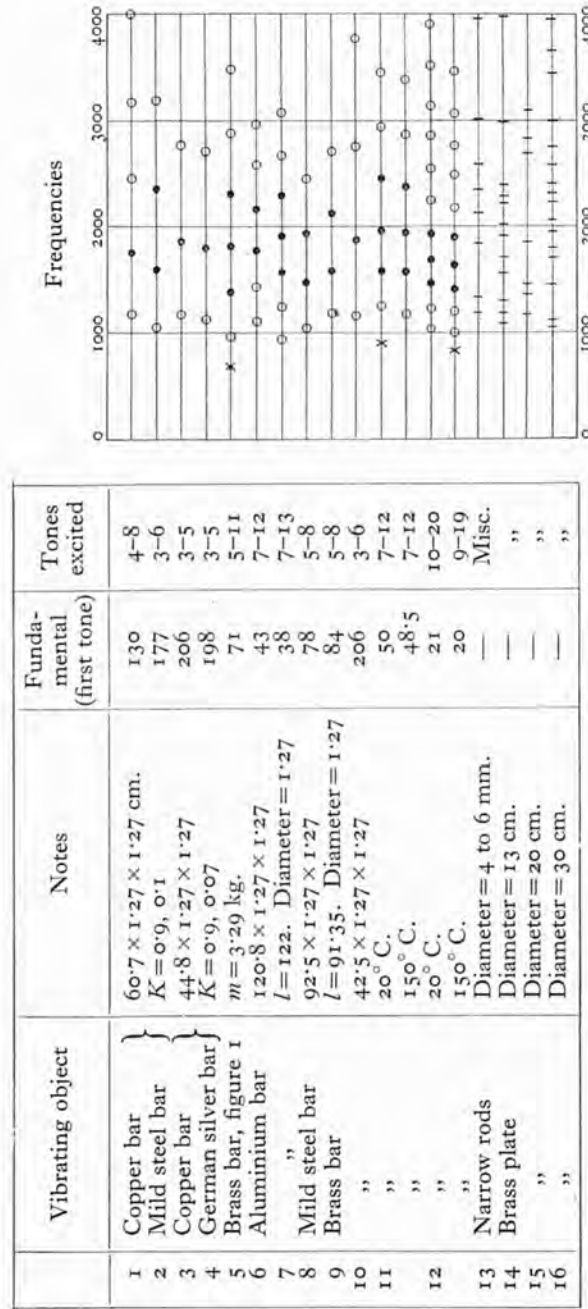 Vibrating object Notes Funda-mental (first tone) Tones excited Frequencies
0 1000 2000 3000 4000
1 Copper bar } 60·7 × 1·27 × 1·27 cm. 130 4–8
2 Mild steel bar K = 0·9, 0·1 177 3–6
3 Copper bar } 44·8 × 1·27 × 1·27 206 3–5
4 German silver bar K = 0·9, 0·07 198 3–5
5 Brass bar, figure 1 m = 3·29 kg. 71 5–11
6 Aluminium bar 120·8 × 1·27 × 1·27 43 7–12
7 ,, l = 122. Diameter = 1·27 38 7–13
8 Mild steel bar 92·5 × 1·27 × 1·27 78 5–8
9 Brass bar l = 91·35. Diameter = 1·27 84 5–8
10 ,, 42·5 × 1·27 × 1·27 206 3–6
11 ,, 20° C. 50 7–12
,, 150° C. 48·5 7–12
12 ,, 20° C. 21 10–20
,, 150° C. 20 9–19
13 Narrow rods Diameter = 4 to 6 mm. — Misc.
14 Brass plate Diameter = 13 cm. — ,,
15 ,, Diameter = 20 cm. — ,,
16 ,, Diameter = 30 cm. — ,,
0 1000 2000 3000 4000